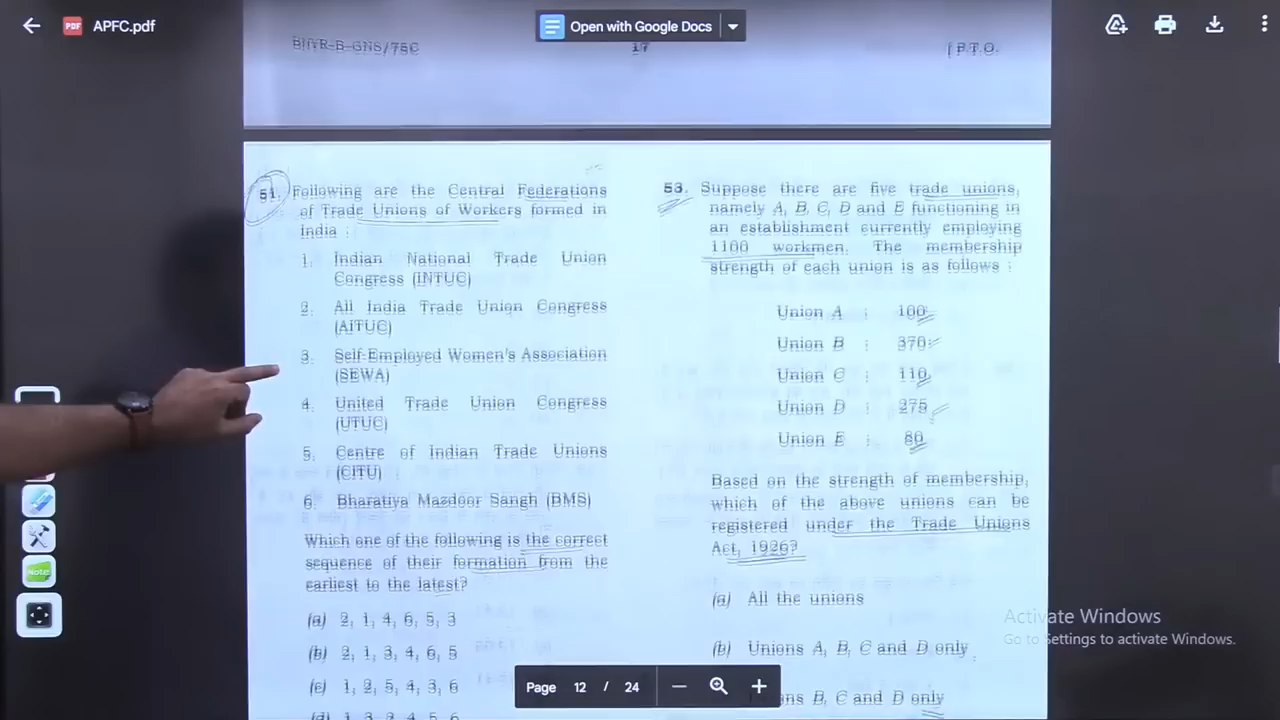 APFC.pdf
Open with Google Docs
BHVR-B-GNS/75C
17
[ P.T.O.
51. Following are the Central Federations
of Trade Unions of Workers formed in
India :
1. Indian National Trade Union
Congress (INTUC)
2. All India Trade Union Congress
(AITUC)
3. Self-Employed Women's Association
(SEWA)
4. United Trade Union Congress
(UTUC)
5. Centre of Indian Trade Unions
(CITU)
6. Bharatiya Mazdoor Sangh (BMS)
Which one of the following is the correct
sequence of their formation from the
earliest to the latest?
(a) 2, 1, 4, 6, 5, 3
(b) 2, 1, 3, 4, 6, 5
(c) 1, 2, 5, 4, 3, 6
(d) 1, 3, 2, 4, 5, 6
53. Suppose there are five trade unions,
namely A, B, C, D and E functioning in
an establishment currently employing
1100 workmen. The membership
strength of each union is as follows :
Union A : 100
Union B : 370
Union C : 110
Union D : 275
Union E : 80
Based on the strength of membership,
which of the above unions can be
registered under the Trade Unions
Act, 1926?
(a) All the unions
(b) Unions A, B, C and D only
ns B, C and D only
Page 12 / 24
Note!
Activate Windows
Go to Settings to activate Windows.